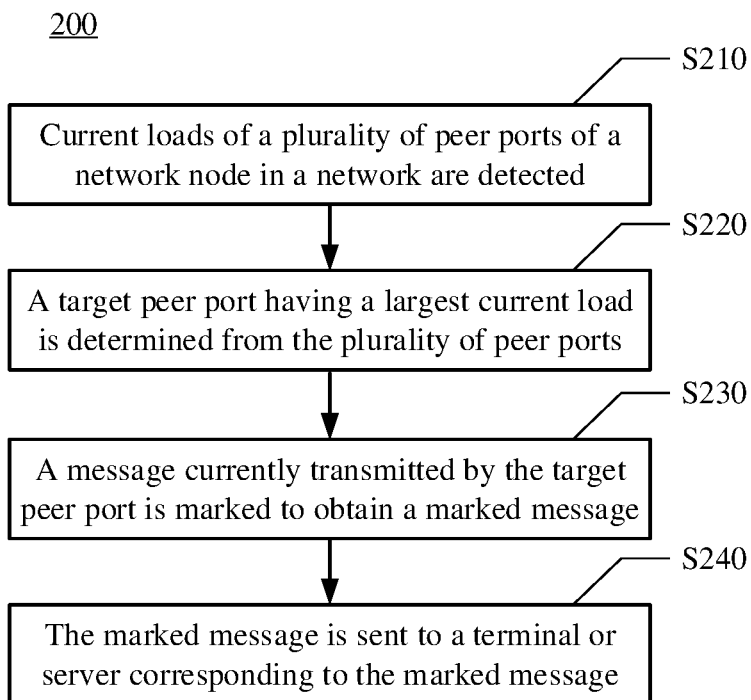 200
S210
Current loads of a plurality of peer ports of a
network node in a network are detected
S220
A target peer port having a largest current load
is determined from the plurality of peer ports
S230
A message currently transmitted by the target
peer port is marked to obtain a marked message
S240
The marked message is sent to a terminal or
server corresponding to the marked message